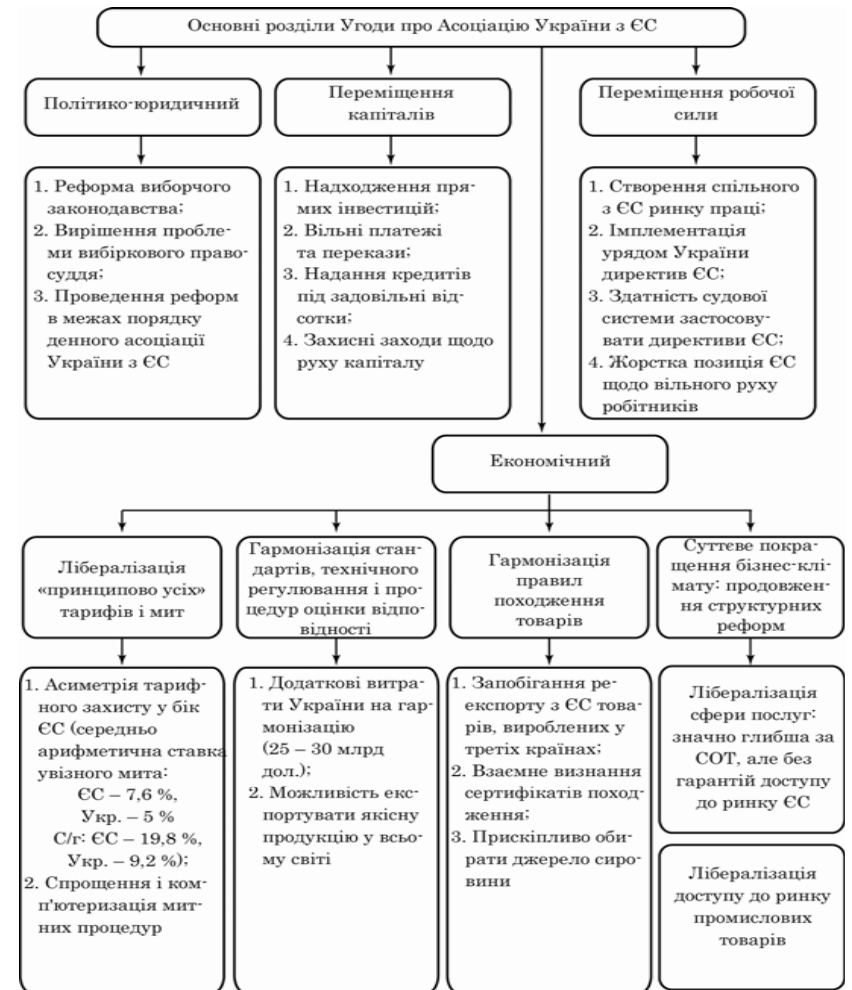 Основні розділи Угоди про Асоціацію України з ЄС
Політико-юридичний
Переміщення
капіталів
Переміщення робочої
сили
1. Реформа виборчого
законодавства;
2. Вирішення пробле-
ми вибіркового право-
суддя;
3. Проведення реформ
в межах порядку
денного асоціації
України з ЄС
1. Надходження пря-
мих інвестицій;
2. Вільні платежі
та перекази;
3. Надання кредитів
під задовільні від-
сотки;
4. Захисні заходи щодо
руху капіталу
1. Створення спільного
з ЄС ринку праці;
2. Імплементація
урядом України
директив ЄС;
3. Здатність судової
системи застосову-
вати директиви ЄС;
4. Жорстка позиція ЄС
щодо вільного руху
робітників
Економічний
Лібералізація
«принципово усіх»
тарифів і мит
Гармонізація стан-
дартів, технічного
регулювання і про-
цедур оцінки відпо-
відності
Гармонізація
правил
походження
товарів
Суттєве покра-
щення бізнес-клі-
мату: продовжен-
ня структурних
реформ
1. Асиметрія тариф-
ного захисту у бік
ЄС (середньо
арифметична ставка
увізного мита:
ЄС – 7,6 %,
Укр. – 5 %
С/г: ЄС – 19,8 %,
Укр. – 9,2 %);
2. Спрощення і ком-
п'ютеризація мит-
них процедур
1. Додаткові витра-
ти України на гар-
монізацію
(25 – 30 млрд
дол.);
2. Можливість екс-
портувати якісну
продукцію у всьо-
му світі
1. Запобігання ре-
експорту з ЄС това-
рів, вироблених у
третіх країнах;
2. Взаємне визнання
сертифікатів поход-
ження;
3. Прискіпливо оби-
рати джерело сиро-
вини
Лібералізація
сфери послуг:
значно глибша за
СОТ, але без
гарантій доступу
до ринку ЄС
Лібералізація
доступу до ринку
промислових
товарів